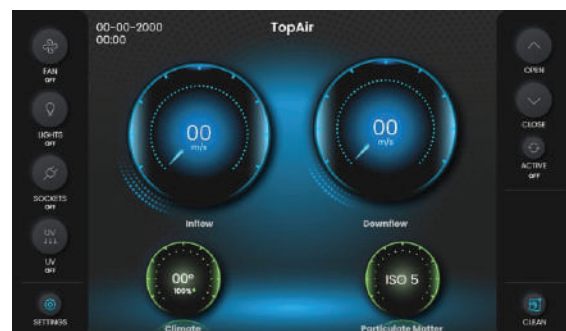 00-00-2000
00:00
TopAir
FAN
OFF
LIGHTS
OFF
SOCKETS
OFF
UV
UV
OFF
SETTINGS
00
m/s
Inflow
00
m/s
Downflow
00°
100%
Climate
ISO 5
Particulate Matter
OPEN
CLOSE
ACTIVE
OFF
CLEAN